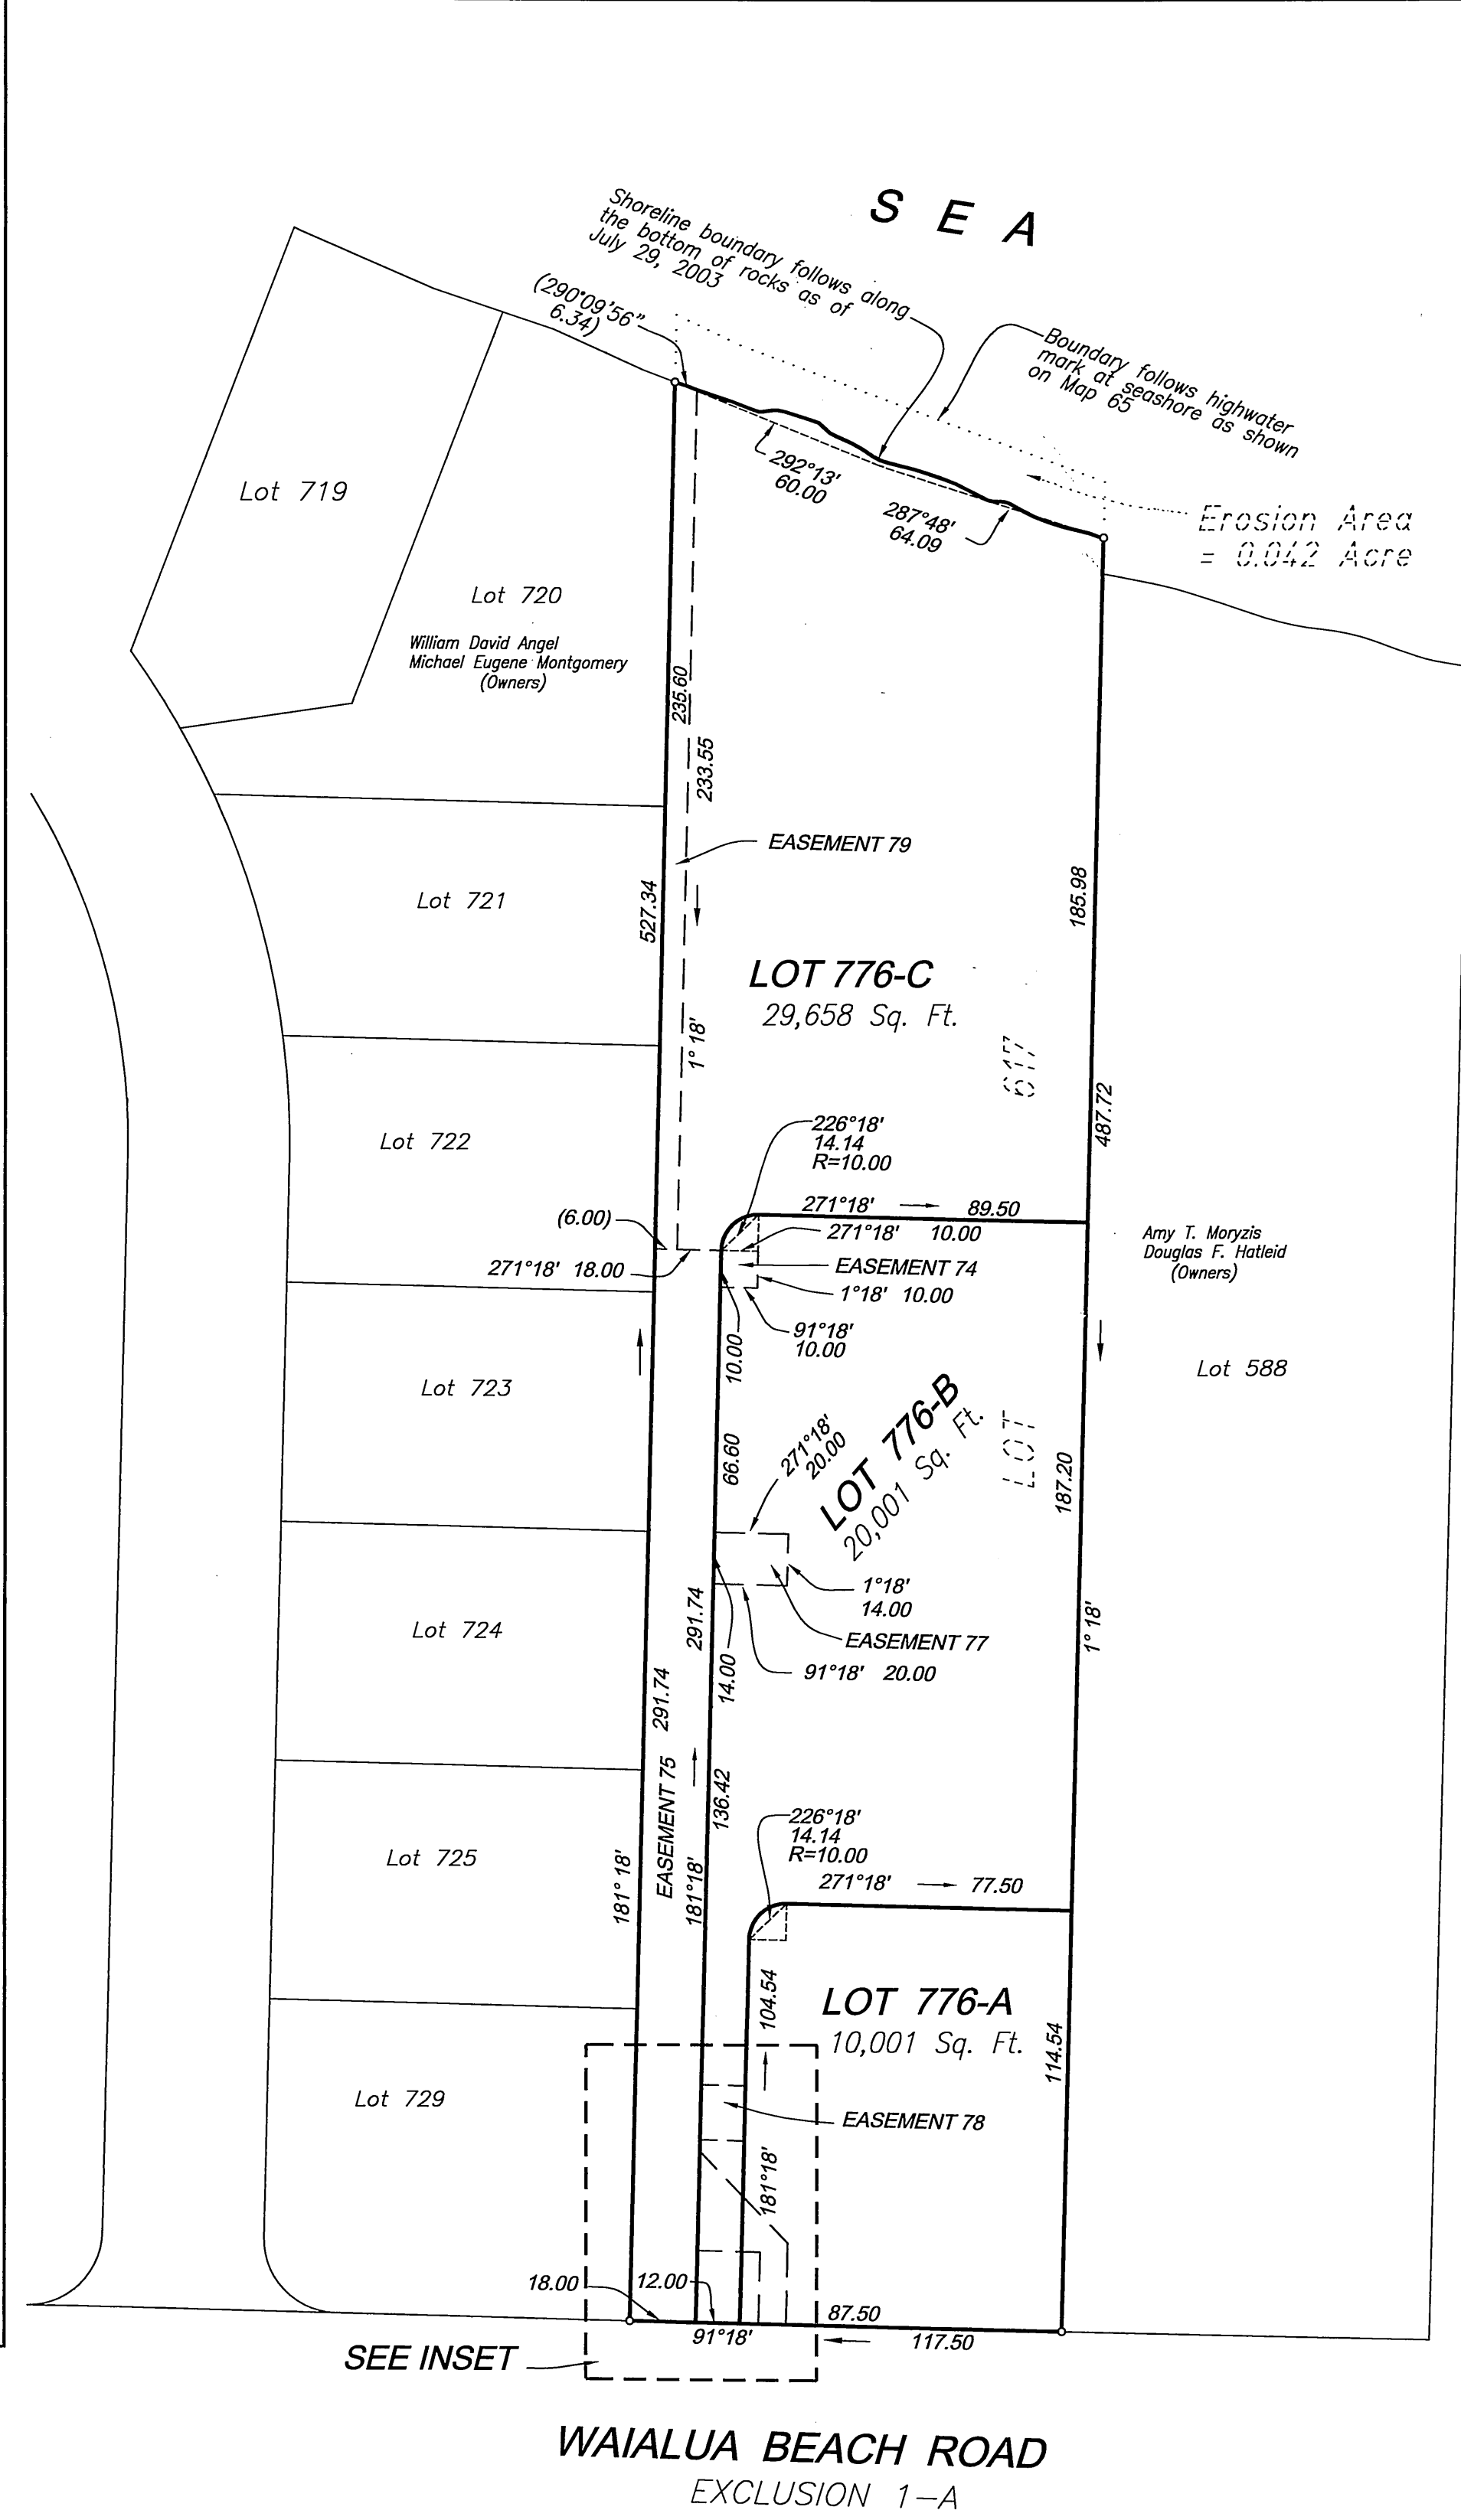 S E A
Shoreline boundary follows along
the bottom of rocks as of
July 29, 2003
(290°09'56"
6.34)
Boundary follows highwater
mark at seashore as shown
on Map 65
292°13'
60.00
287°48'
64.09
Erosion Area
= 0.042 Acre
Lot 719
Lot 720
William David Angel
Michael Eugene Montgomery
(Owners)
235.60
233.55
EASEMENT 79
Lot 721
527.34
185.98
LOT 776-C
29,658 Sq. Ft.
1° 18'
617
487.72
Lot 722
226°18'
14.14
R=10.00
271°18'
89.50
(6.00)
271°18' 10.00
271°18' 18.00
EASEMENT 74
1°18' 10.00
91°18'
10.00
Amy T. Moryzis
Douglas F. Hatleid
(Owners)
10.00
Lot 588
Lot 723
LOT 776-B
20,001 Sq. Ft.
LOT
271°18'
20.00
66.60
187.20
1°18'
14.00
291.74
14.00
EASEMENT 77
91°18' 20.00
1° 18'
Lot 724
291.74
EASEMENT 75
136.42
226°18'
14.14
R=10.00
271°18'
77.50
Lot 725
181° 18'
181°18'
104.54
LOT 776-A
10,001 Sq. Ft.
114.54
Lot 729
EASEMENT 78
181°18'
18.00
12.00
87.50
91°18'
117.50
SEE INSET
WAIALUA BEACH ROAD
EXCLUSION 1-A